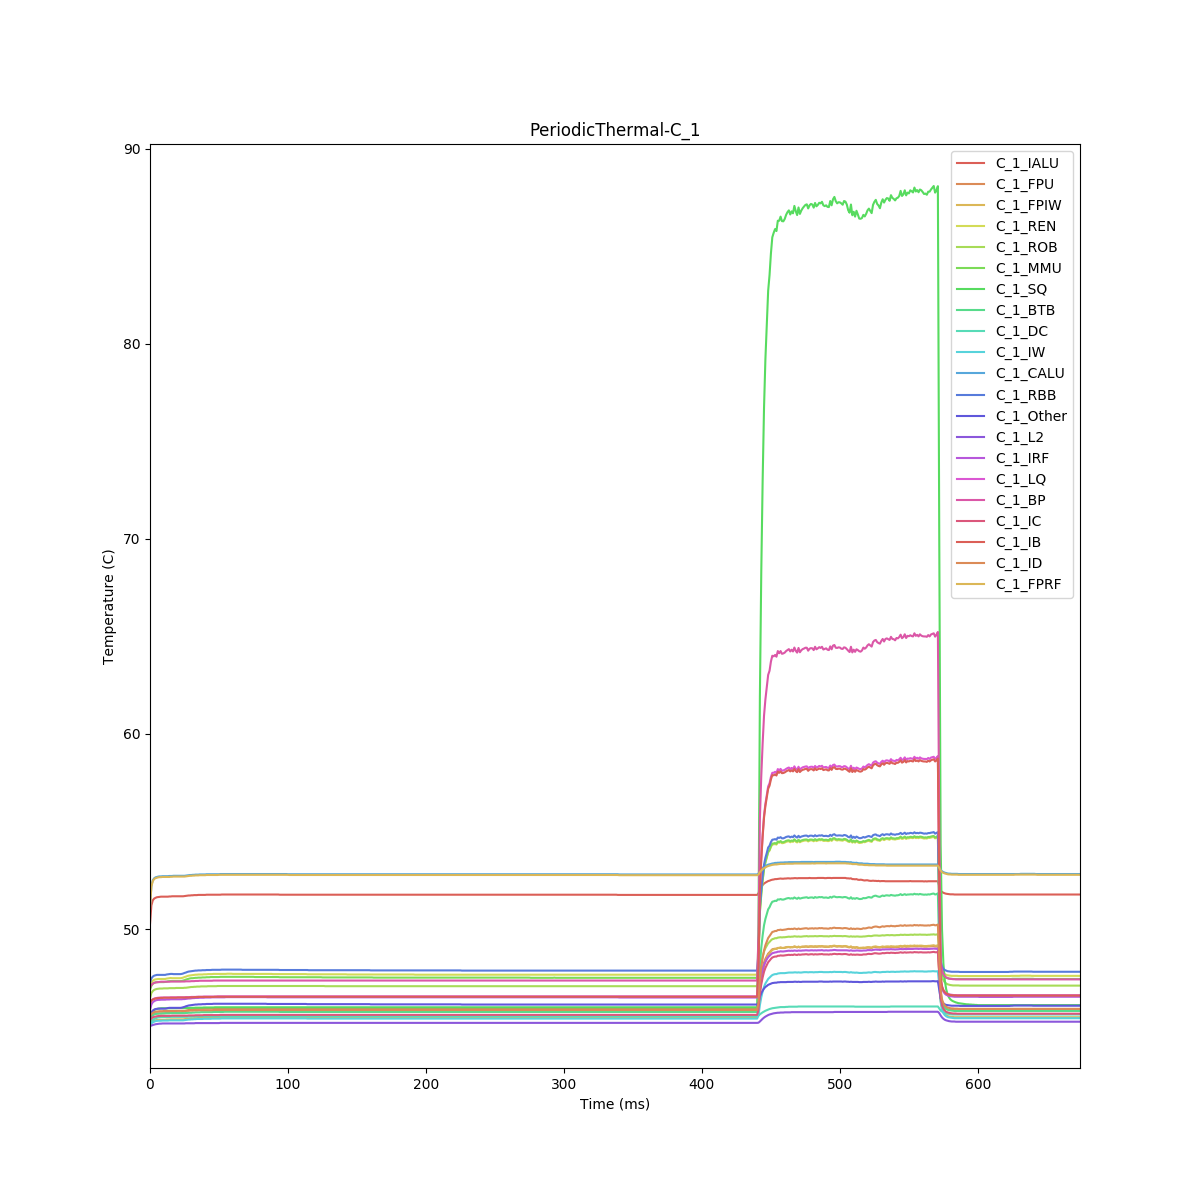 PeriodicThermal-C_1
90
80
70
60
50
Temperature (C)
0 100 200 300 400 500 600
Time (ms)
C_1_IALU
C_1_FPU
C_1_FPIW
C_1_REN
C_1_ROB
C_1_MMU
C_1_SQ
C_1_BTB
C_1_DC
C_1_IW
C_1_CALU
C_1_RBB
C_1_Other
C_1_L2
C_1_IRF
C_1_LQ
C_1_BP
C_1_IC
C_1_IB
C_1_ID
C_1_FPRF